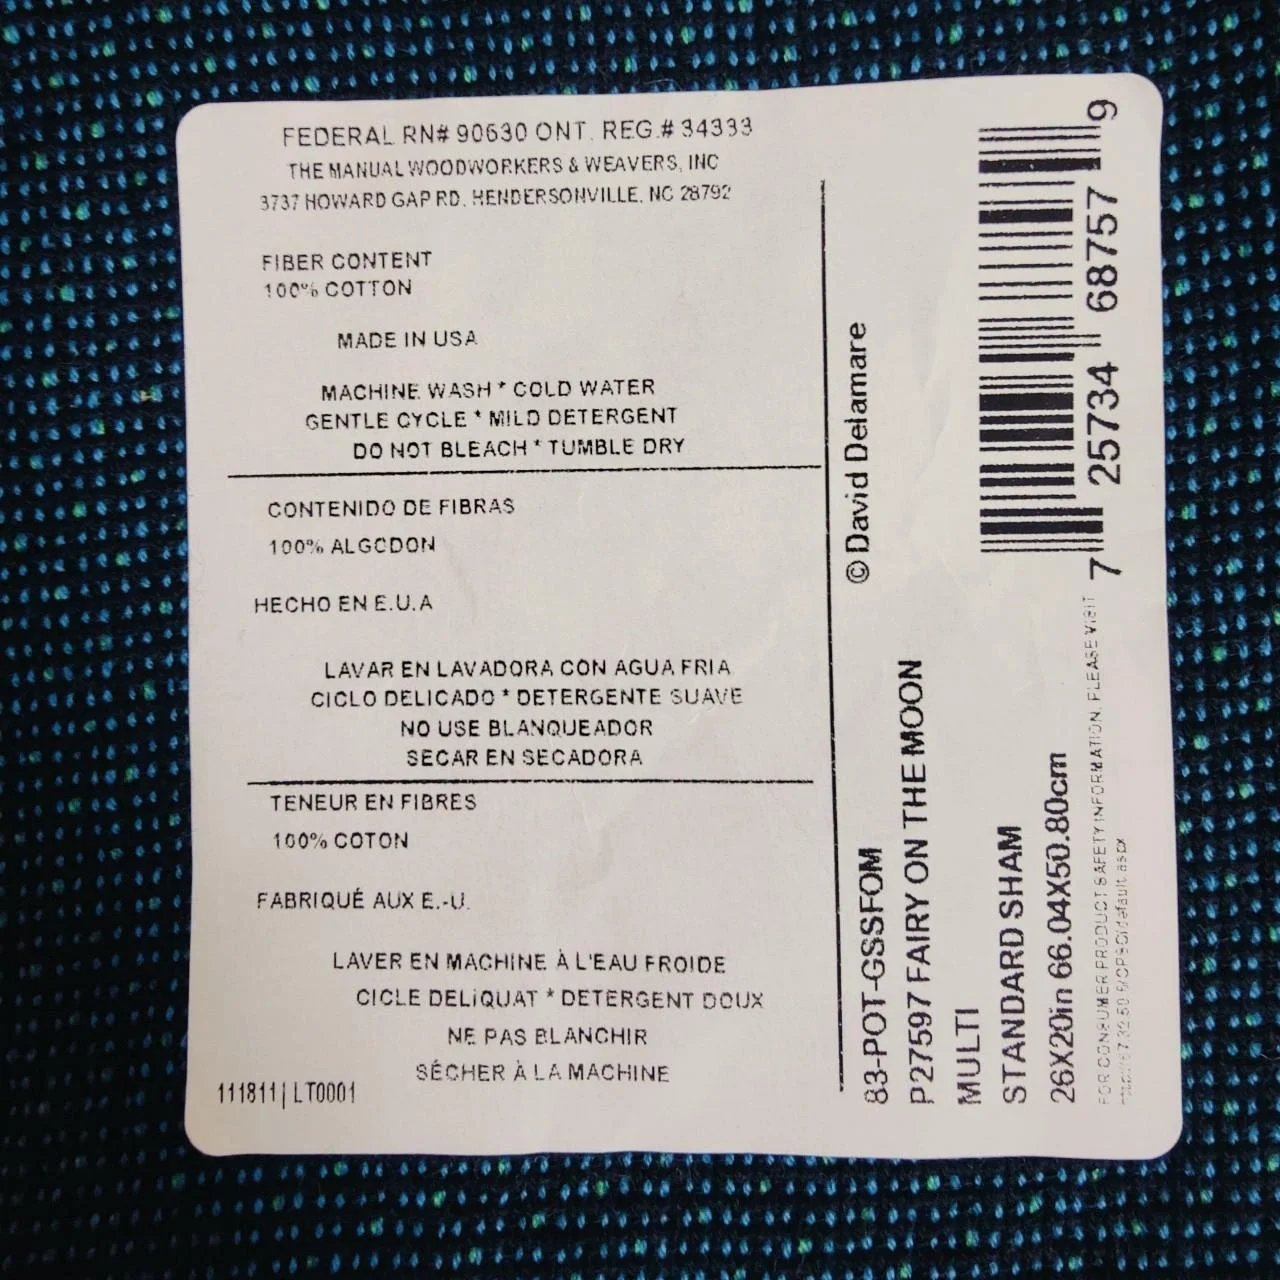 FEDERAL RN# 90630 ONT. REG.# 34333
THE MANUAL WOODWORKERS & WEAVERS, INC
3737 HOWARD GAP RD, HENDERSONVILLE, NC 28792
FIBER CONTENT
100% COTTON
MADE IN USA
MACHINE WASH * COLD WATER
GENTLE CYCLE * MILD DETERGENT
DO NOT BLEACH * TUMBLE DRY
CONTENIDO DE FIBRAS
100% ALGODON
HECHO EN E.U.A
LAVAR EN LAVADORA CON AGUA FRIA
CICLO DELICADO * DETERGENTE SUAVE
NO USE BLANQUEADOR
SECAR EN SECADORA
TENEUR EN FIBRES
100% COTON
FABRIQUÉ AUX E.-U.
LAVER EN MACHINE À L'EAU FROIDE
CICLE DELIQUAT * DETERGENT DOUX
NE PAS BLANCHIR
SÉCHER À LA MACHINE
111811| LT0001
© David Delamare
83-POT-GSSFOM
P27597 FAIRY ON THE MOON
MULTI
STANDARD SHAM
26X20in 66.04X50.80cm
FOR CONSUMER PRODUCT SAFETY INFORMATION, PLEASE VISIT
7 25734 68757 9